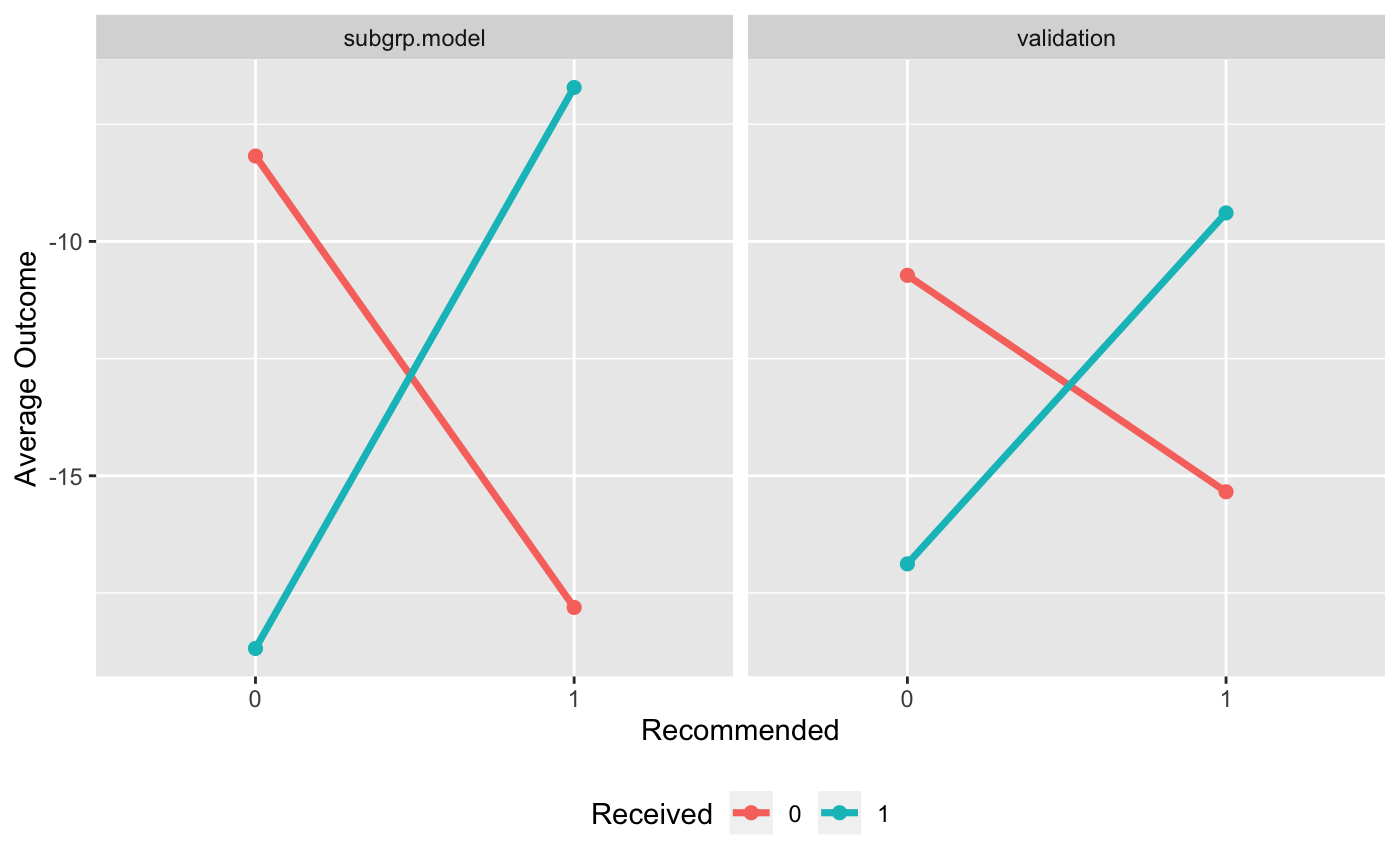 subgrp.model validation
Average Outcome
-10
-15
0 1 0 1
Recommended
Received 0 1